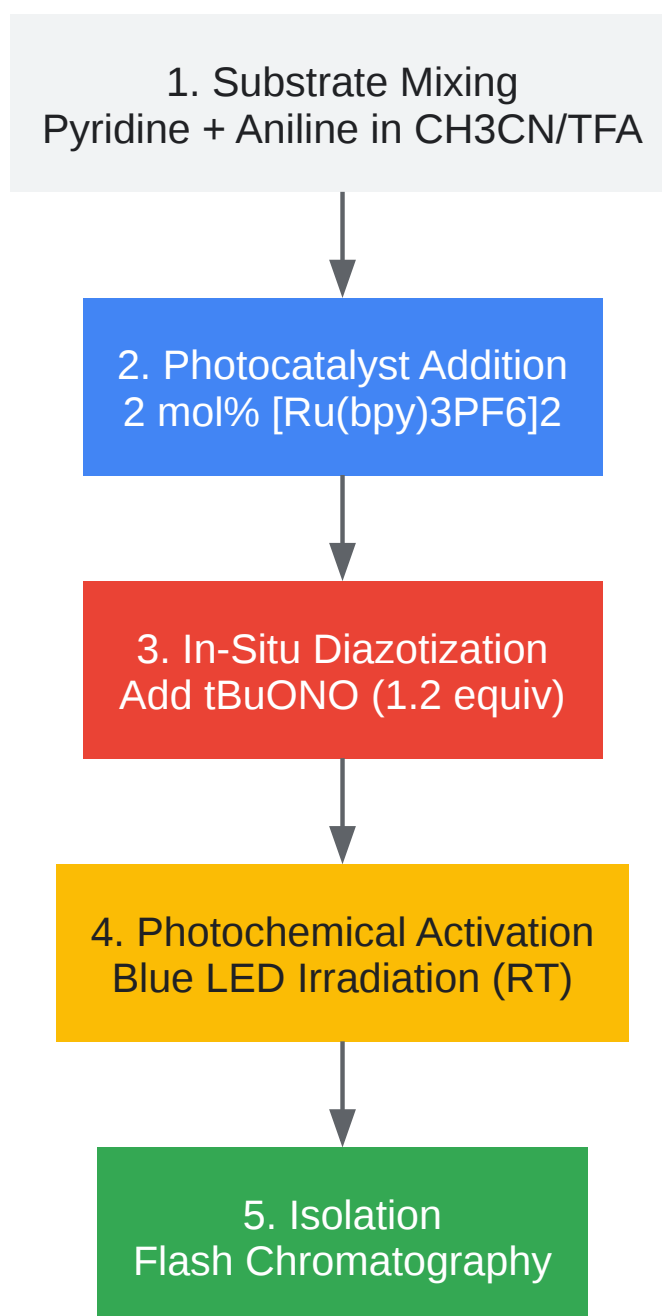 1. Substrate Mixing
Pyridine + Aniline in CH3CN/TFA
2. Photocatalyst Addition
2 mol% [Ru(bpy)3PF6]2
3. In-Situ Diazotization
Add tBuONO (1.2 equiv)
4. Photochemical Activation
Blue LED Irradiation (RT)
5. Isolation
Flash Chromatography